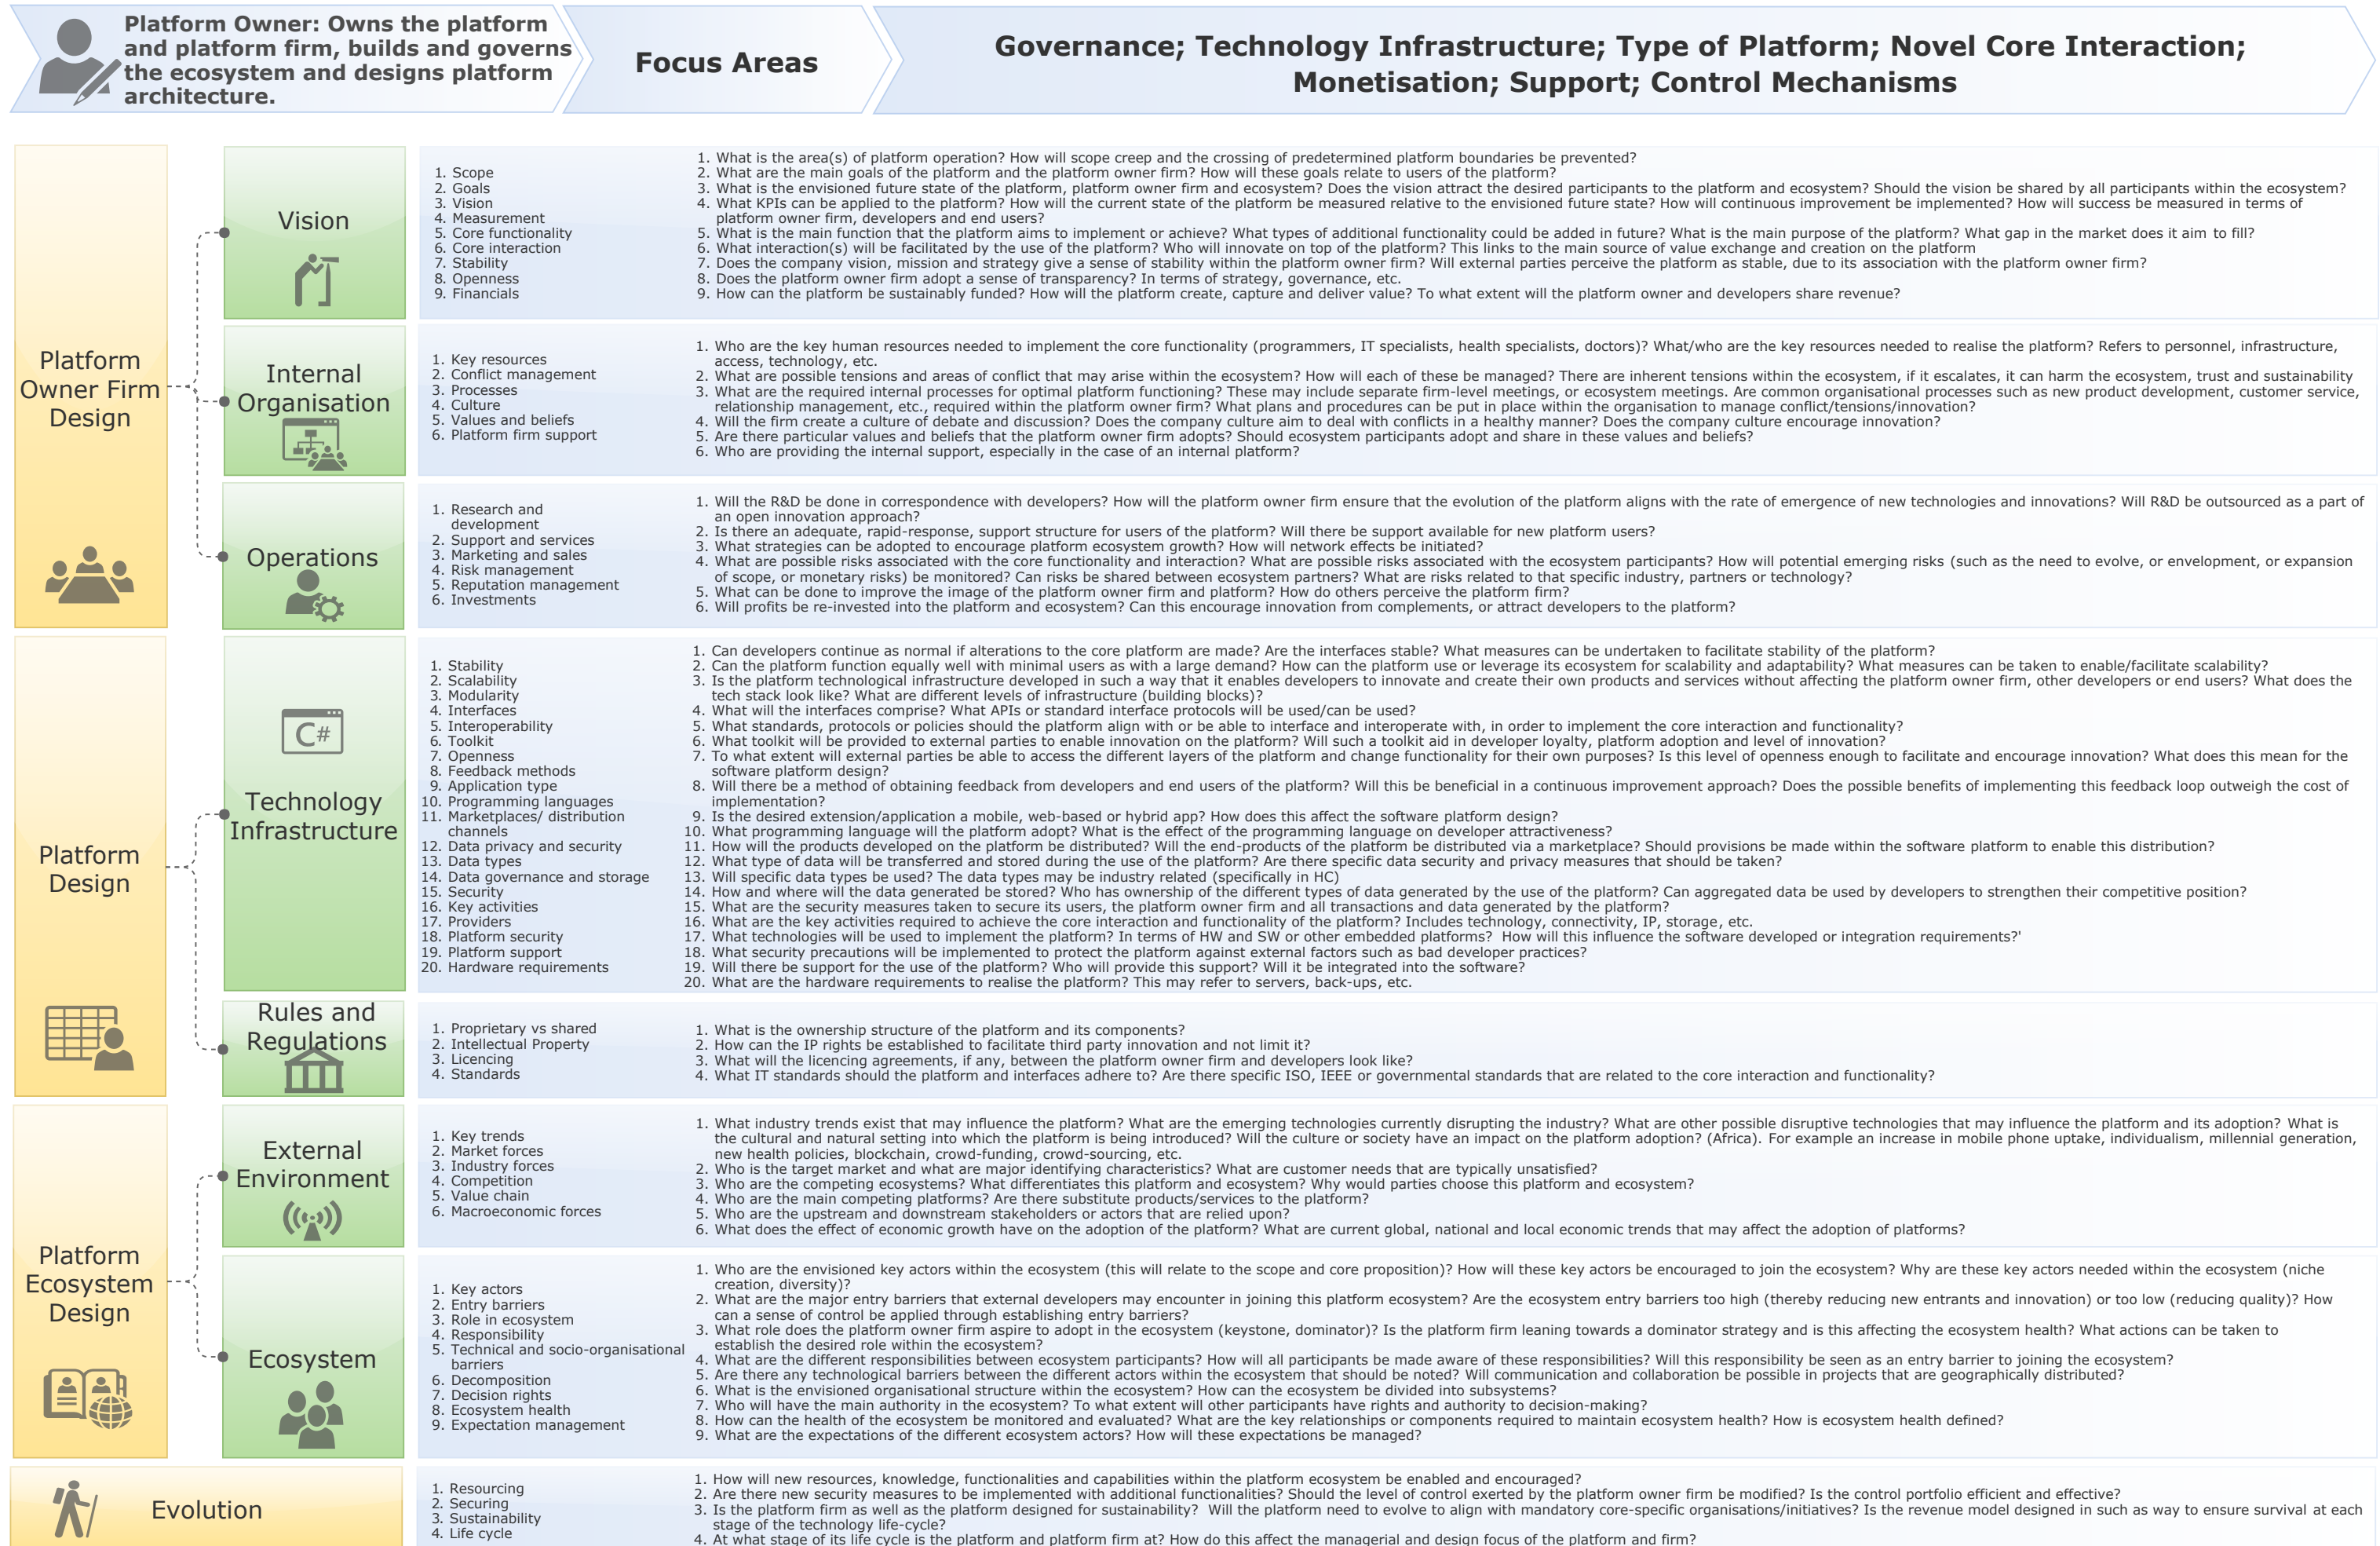 Platform Owner: Owns the platform
and platform firm, builds and governs
the ecosystem and designs platform
architecture.
Focus Areas
Governance; Technology Infrastructure; Type of Platform; Novel Core Interaction;
Monetisation; Support; Control Mechanisms
Platform
Owner Firm
Design
Vision
1. Scope
2. Goals
3. Vision
4. Measurement
5. Core functionality
6. Core interaction
7. Stability
8. Openness
9. Financials
1. What is the area(s) of platform operation? How will scope creep and the crossing of predetermined platform boundaries be prevented?
2. What are the main goals of the platform and the platform owner firm? How will these goals relate to users of the platform?
3. What is the envisioned future state of the platform, platform owner firm and ecosystem? Does the vision attract the desired participants to the platform and ecosystem? Should the vision be shared by all participants within the ecosystem?
4. What KPIs can be applied to the platform? How will the current state of the platform be measured relative to the envisioned future state? How will continuous improvement be implemented? How will success be measured in terms of
platform owner firm, developers and end users?
5. What is the main function that the platform aims to implement or achieve? What types of additional functionality could be added in future? What is the main purpose of the platform? What gap in the market does it aim to fill?
6. What interaction(s) will be facilitated by the use of the platform? Who will innovate on top of the platform? This links to the main source of value exchange and creation on the platform
7. Does the company vision, mission and strategy give a sense of stability within the platform owner firm? Will external parties perceive the platform as stable, due to its association with the platform owner firm?
8. Does the platform owner firm adopt a sense of transparency? In terms of strategy, governance, etc.
9. How can the platform be sustainably funded? How will the platform create, capture and deliver value? To what extent will the platform owner and developers share revenue?
Internal
Organisation
1. Key resources
2. Conflict management
3. Processes
4. Culture
5. Values and beliefs
6. Platform firm support
1. Who are the key human resources needed to implement the core functionality (programmers, IT specialists, health specialists, doctors)? What/who are the key resources needed to realise the platform? Refers to personnel, infrastructure,
access, technology, etc.
2. What are possible tensions and areas of conflict that may arise within the ecosystem? How will each of these be managed? There are inherent tensions within the ecosystem, if it escalates, it can harm the ecosystem, trust and sustainability
3. What are the required internal processes for optimal platform functioning? These may include separate firm-level meetings, or ecosystem meetings. Are common organisational processes such as new product development, customer service,
relationship management, etc., required within the platform owner firm? What plans and procedures can be put in place within the organisation to manage conflict/tensions/innovation?
4. Will the firm create a culture of debate and discussion? Does the company culture aim to deal with conflicts in a healthy manner? Does the company culture encourage innovation?
5. Are there particular values and beliefs that the platform owner firm adopts? Should ecosystem participants adopt and share in these values and beliefs?
6. Who are providing the internal support, especially in the case of an internal platform?
Operations
1. Research and
development
2. Support and services
3. Marketing and sales
4. Risk management
5. Reputation management
6. Investments
1. Will the R&D be done in correspondence with developers? How will the platform owner firm ensure that the evolution of the platform aligns with the rate of emergence of new technologies and innovations? Will R&D be outsourced as a part of
an open innovation approach?
2. Is there an adequate, rapid-response, support structure for users of the platform? Will there be support available for new platform users?
3. What strategies can be adopted to encourage platform ecosystem growth? How will network effects be initiated?
4. What are possible risks associated with the core functionality and interaction? What are possible risks associated with the ecosystem participants? How will potential emerging risks (such as the need to evolve, or envelopment, or expansion
of scope, or monetary risks) be monitored? Can risks be shared between ecosystem partners? What are risks related to that specific industry, partners or technology?
5. What can be done to improve the image of the platform owner firm and platform? How do others perceive the platform firm?
6. Will profits be re-invested into the platform and ecosystem? Can this encourage innovation from complements, or attract developers to the platform?
Platform
Design
C#
Technology
Infrastructure
1. Stability
2. Scalability
3. Modularity
4. Interfaces
5. Interoperability
6. Toolkit
7. Openness
8. Feedback methods
9. Application type
10. Programming languages
11. Marketplaces/ distribution
channels
12. Data privacy and security
13. Data types
14. Data governance and storage
15. Security
16. Key activities
17. Providers
18. Platform security
19. Platform support
20. Hardware requirements
1. Can developers continue as normal if alterations to the core platform are made? Are the interfaces stable? What measures can be undertaken to facilitate stability of the platform?
2. Can the platform function equally well with minimal users as with a large demand? How can the platform use or leverage its ecosystem for scalability and adaptability? What measures can be taken to enable/facilitate scalability?
3. Is the platform technological infrastructure developed in such a way that it enables developers to innovate and create their own products and services without affecting the platform owner firm, other developers or end users? What does the
tech stack look like? What are different levels of infrastructure (building blocks)?
4. What will the interfaces comprise? What APIs or standard interface protocols will be used/can be used?
5. What standards, protocols or policies should the platform align with or be able to interface and interoperate with, in order to implement the core interaction and functionality?
6. What toolkit will be provided to external parties to enable innovation on the platform? Will such a toolkit aid in developer loyalty, platform adoption and level of innovation?
7. To what extent will external parties be able to access the different layers of the platform and change functionality for their own purposes? Is this level of openness enough to facilitate and encourage innovation? What does this mean for the
software platform design?
8. Will there be a method of obtaining feedback from developers and end users of the platform? Will this be beneficial in a continuous improvement approach? Does the possible benefits of implementing this feedback loop outweigh the cost of
implementation?
9. Is the desired extension/application a mobile, web-based or hybrid app? How does this affect the software platform design?
10. What programming language will the platform adopt? What is the effect of the programming language on developer attractiveness?
11. How will the products developed on the platform be distributed? Will the end-products of the platform be distributed via a marketplace? Should provisions be made within the software platform to enable this distribution?
12. What type of data will be transferred and stored during the use of the platform? Are there specific data security and privacy measures that should be taken?
13. Will specific data types be used? The data types may be industry related (specifically in HC)
14. How and where will the data generated be stored? Who has ownership of the different types of data generated by the use of the platform? Can aggregated data be used by developers to strengthen their competitive position?
15. What are the security measures taken to secure its users, the platform owner firm and all transactions and data generated by the platform?
16. What are the key activities required to achieve the core interaction and functionality of the platform? Includes technology, connectivity, IP, storage, etc.
17. What technologies will be used to implement the platform? In terms of HW and SW or other embedded platforms? How will this influence the software developed or integration requirements?'
18. What security precautions will be implemented to protect the platform against external factors such as bad developer practices?
19. Will there be support for the use of the platform? Who will provide this support? Will it be integrated into the software?
20. What are the hardware requirements to realise the platform? This may refer to servers, back-ups, etc.
Rules and
Regulations
1. Proprietary vs shared
2. Intellectual Property
3. Licencing
4. Standards
1. What is the ownership structure of the platform and its components?
2. How can the IP rights be established to facilitate third party innovation and not limit it?
3. What will the licencing agreements, if any, between the platform owner firm and developers look like?
4. What IT standards should the platform and interfaces adhere to? Are there specific ISO, IEEE or governmental standards that are related to the core interaction and functionality?
Platform
Ecosystem
Design
External
Environment
1. Key trends
2. Market forces
3. Industry forces
4. Competition
5. Value chain
6. Macroeconomic forces
1. What industry trends exist that may influence the platform? What are the emerging technologies currently disrupting the industry? What are other possible disruptive technologies that may influence the platform and its adoption? What is
the cultural and natural setting into which the platform is being introduced? Will the culture or society have an impact on the platform adoption? (Africa). For example an increase in mobile phone uptake, individualism, millennial generation,
new health policies, blockchain, crowd-funding, crowd-sourcing, etc.
2. Who is the target market and what are major identifying characteristics? What are customer needs that are typically unsatisfied?
3. Who are the competing ecosystems? What differentiates this platform and ecosystem? Why would parties choose this platform and ecosystem?
4. Who are the main competing platforms? Are there substitute products/services to the platform?
5. Who are the upstream and downstream stakeholders or actors that are relied upon?
6. What does the effect of economic growth have on the adoption of the platform? What are current global, national and local economic trends that may affect the adoption of platforms?
Ecosystem
1. Key actors
2. Entry barriers
3. Role in ecosystem
4. Responsibility
5. Technical and socio-organisational
barriers
6. Decomposition
7. Decision rights
8. Ecosystem health
9. Expectation management
1. Who are the envisioned key actors within the ecosystem (this will relate to the scope and core proposition)? How will these key actors be encouraged to join the ecosystem? Why are these key actors needed within the ecosystem (niche
creation, diversity)?
2. What are the major entry barriers that external developers may encounter in joining this platform ecosystem? Are the ecosystem entry barriers too high (thereby reducing new entrants and innovation) or too low (reducing quality)? How
can a sense of control be applied through establishing entry barriers?
3. What role does the platform owner firm aspire to adopt in the ecosystem (keystone, dominator)? Is the platform firm leaning towards a dominator strategy and is this affecting the ecosystem health? What actions can be taken to
establish the desired role within the ecosystem?
4. What are the different responsibilities between ecosystem participants? How will all participants be made aware of these responsibilities? Will this responsibility be seen as an entry barrier to joining the ecosystem?
5. Are there any technological barriers between the different actors within the ecosystem that should be noted? Will communication and collaboration be possible in projects that are geographically distributed?
6. What is the envisioned organisational structure within the ecosystem? How can the ecosystem be divided into subsystems?
7. Who will have the main authority in the ecosystem? To what extent will other participants have rights and authority to decision-making?
8. How can the health of the ecosystem be monitored and evaluated? What are the key relationships or components required to maintain ecosystem health? How is ecosystem health defined?
9. What are the expectations of the different ecosystem actors? How will these expectations be managed?
Evolution
1. Resourcing
2. Securing
3. Sustainability
4. Life cycle
1. How will new resources, knowledge, functionalities and capabilities within the platform ecosystem be enabled and encouraged?
2. Are there new security measures to be implemented with additional functionalities? Should the level of control exerted by the platform owner firm be modified? Is the control portfolio efficient and effective?
3. Is the platform firm as well as the platform designed for sustainability? Will the platform need to evolve to align with mandatory core-specific organisations/initiatives? Is the revenue model designed in such as way to ensure survival at each
stage of the technology life-cycle?
4. At what stage of its life cycle is the platform and platform firm at? How do this affect the managerial and design focus of the platform and firm?